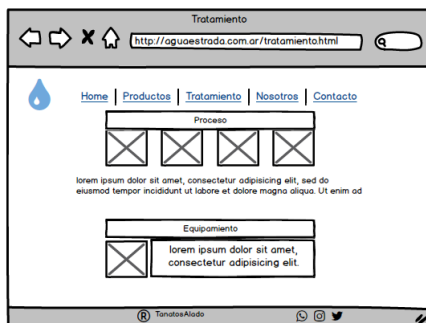 Tratamiento
http://aguaestrada.com.ar/tratamiento.html
Home Productos Tratamiento Nosotros Contacto
Proceso
lorem ipsum dolor sit amet, consectetur adipisicing elit, sed do
eiusmod tempor incididunt ut labore et dolore magna aliqua. Ut enim ad
Equipamiento
lorem ipsum dolor sit amet,
consectetur adipisicing elit.
® TanatosAlado